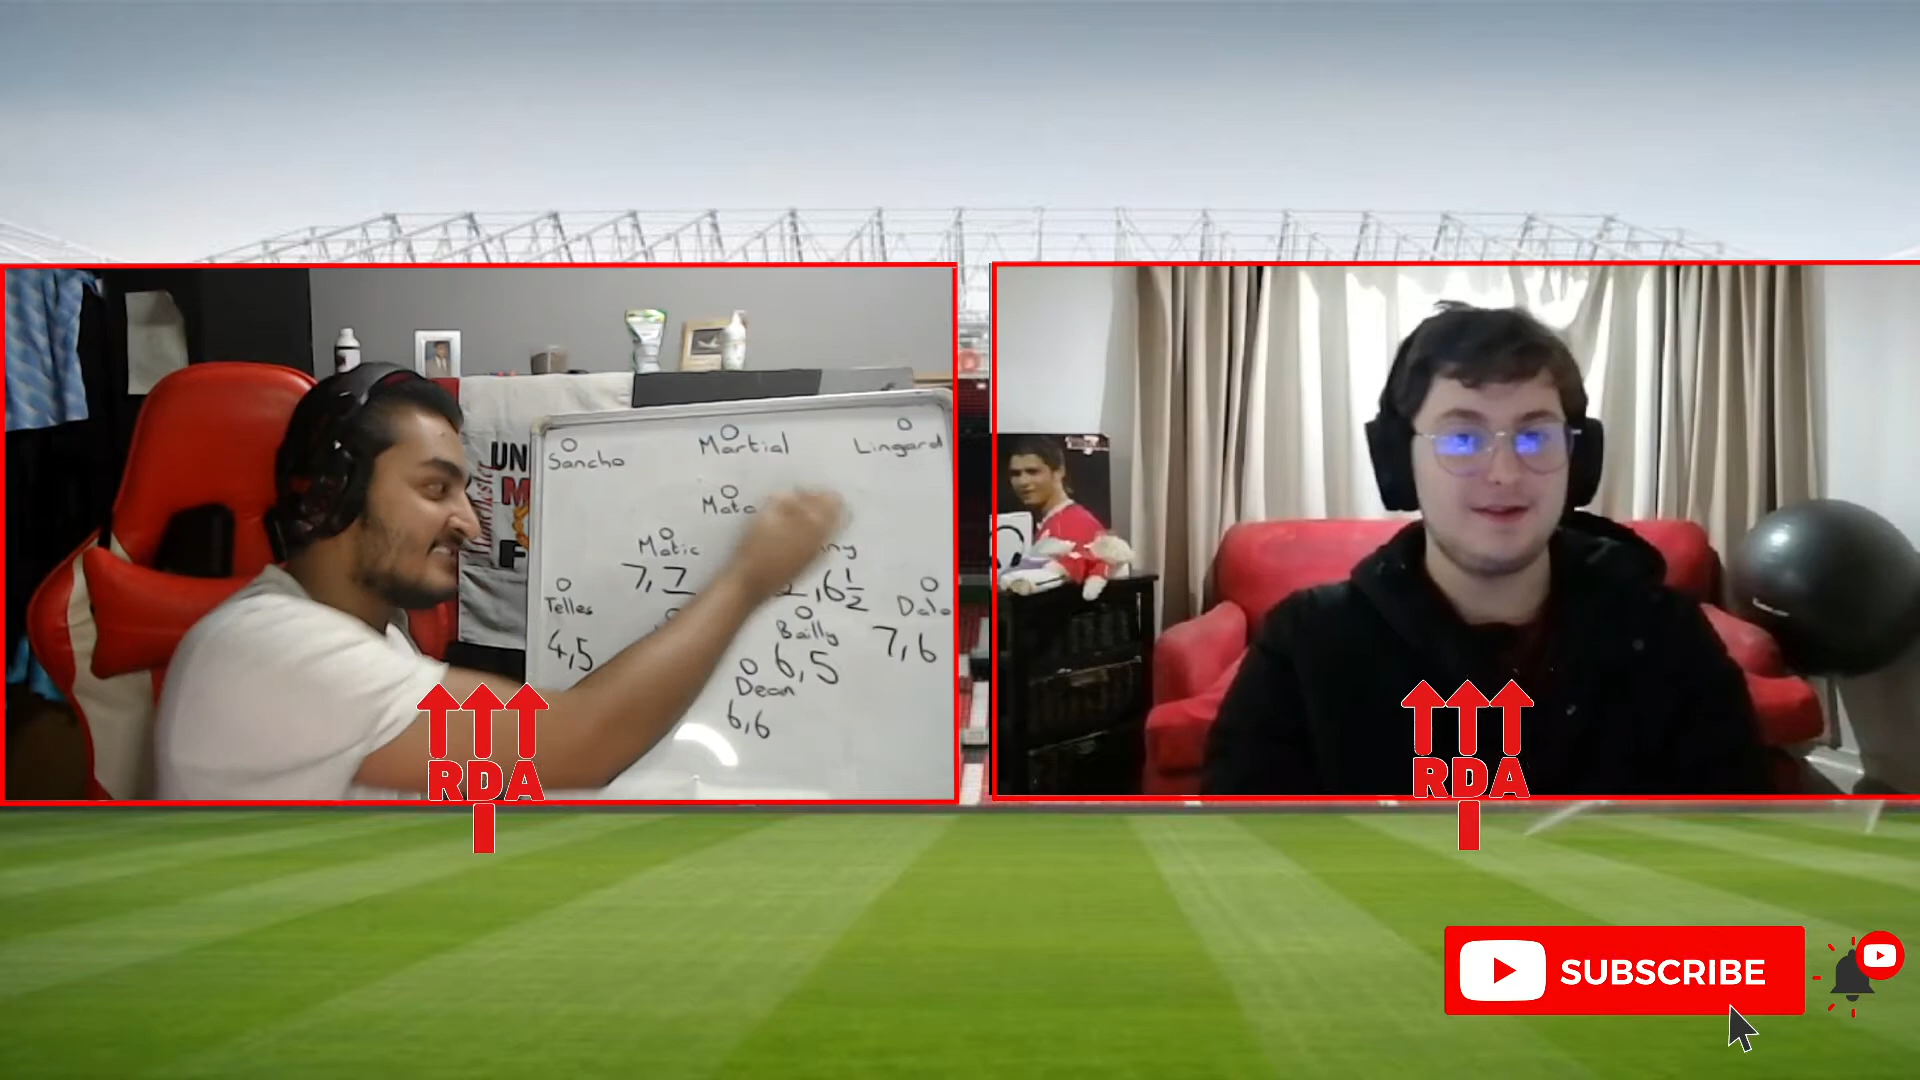 Sancho
Martial
Lingard
Mata
Matic
7,7
,6½
Telles
4,5
Bailly
6,5
7,6
Dean
6,6
UN
M
F
RDA
RDA
SUBSCRIBE